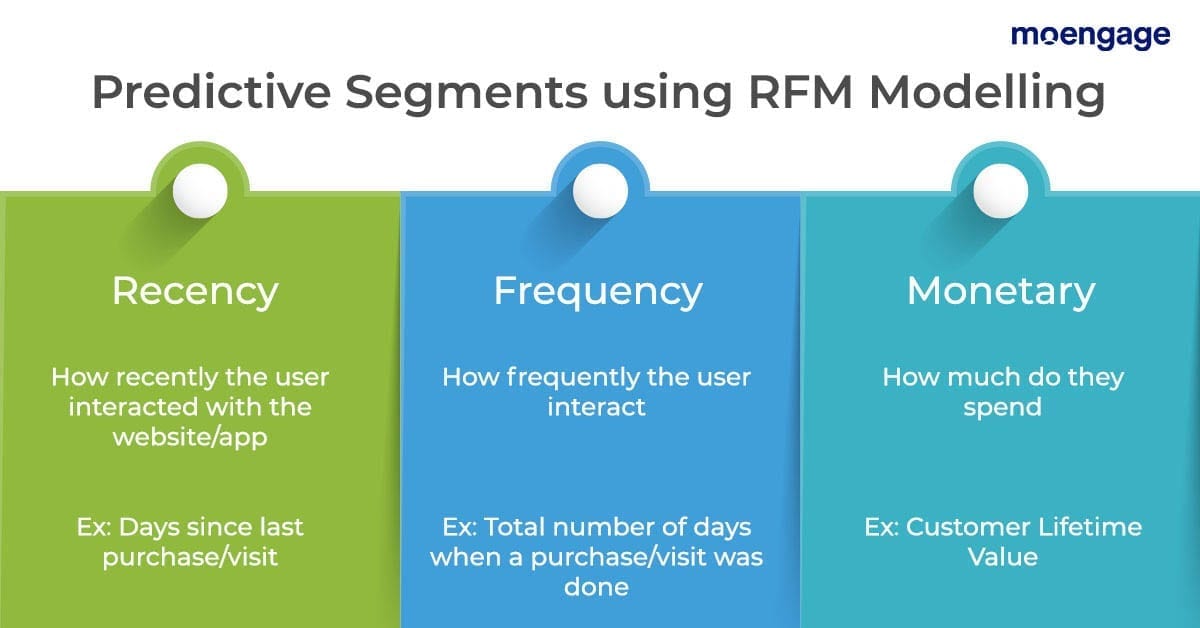 moengage
Predictive Segments using RFM Modelling
Recency
How recently the user
interacted with the
website/app
Ex: Days since last
purchase/visit
Frequency
How frequently the user
interact
Ex: Total number of days
when a purchase/visit was
done
Monetary
How much do they
spend
Ex: Customer Lifetime
Value